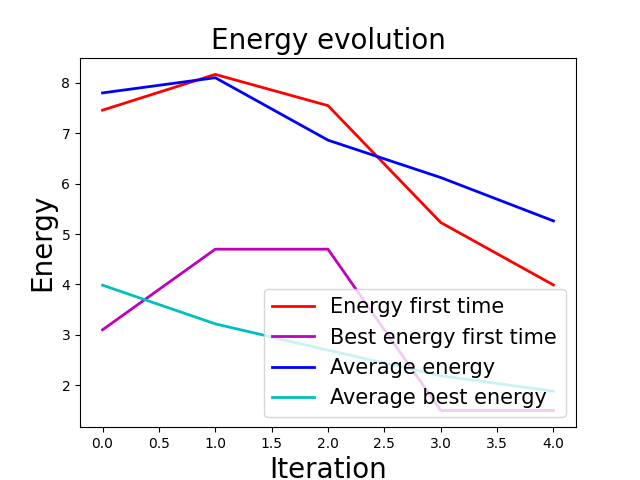 Energy evolution
Energy
8
7
6
5
4
3
2
Energy first time
Best energy first time
Average energy
Average best energy
0.0 0.5 1.0 1.5 2.0 2.5 3.0 3.5 4.0
Iteration